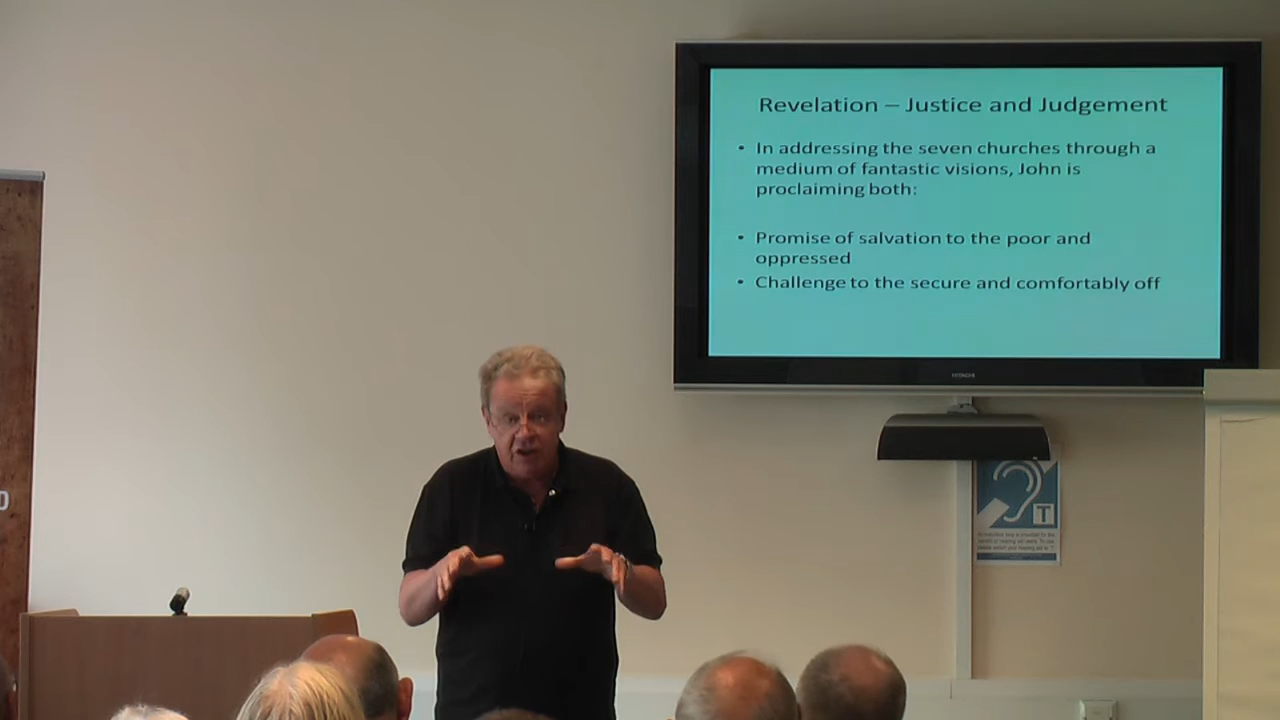 Revelation – Justice and Judgement
• In addressing the seven churches through a
medium of fantastic visions, John is
proclaiming both:
• Promise of salvation to the poor and
oppressed
• Challenge to the secure and comfortably off
HITACHI
T